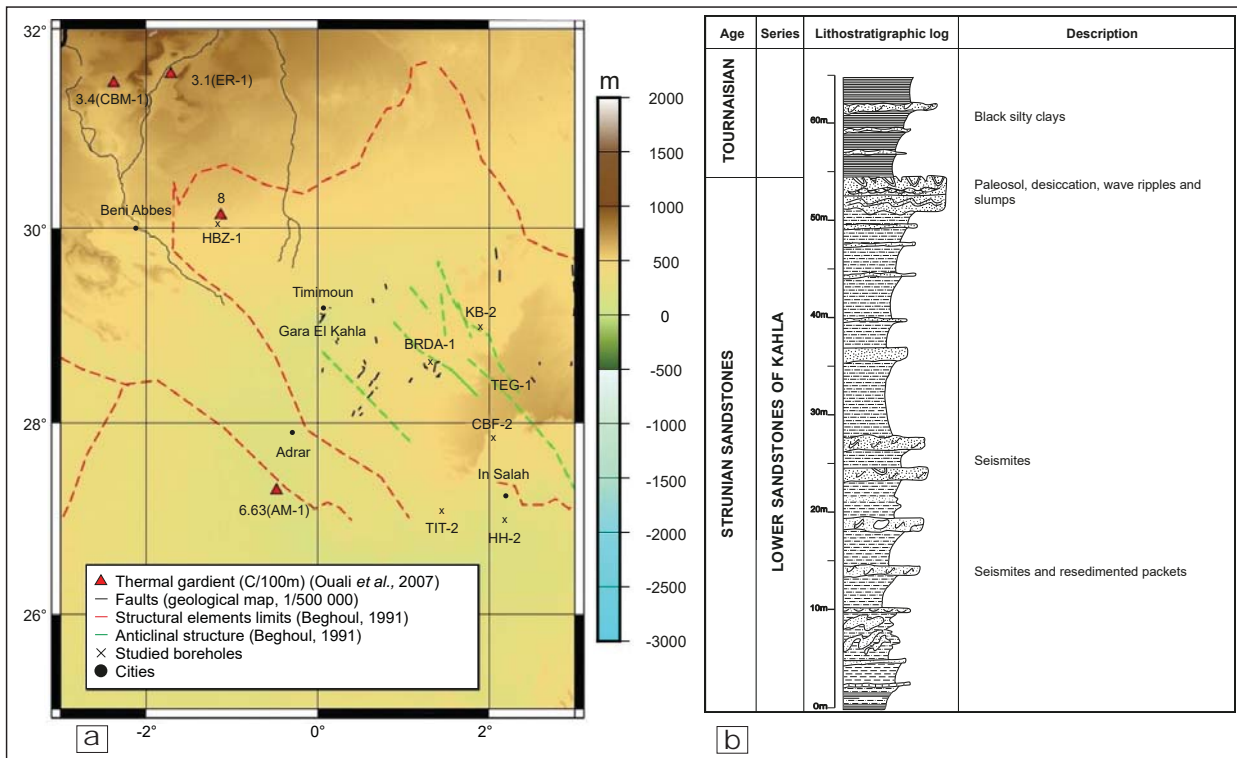 32°
30°
28°
26°
-2°
0°
2°
3.4(CBM-1)
3.1(ER-1)
8
HBZ-1
Beni Abbes
Timimoun
Gara El Kahla
KB-2
BRDA-1
TEG-1
CBF-2
Adrar
In Salah
6.63(AM-1)
TIT-2
HH-2
Thermal gardient (C/100m) (Ouali et al., 2007)
Faults (geological map, 1/500 000)
Structural elements limits (Beghoul, 1991)
Anticlinal structure (Beghoul, 1991)
Studied boreholes
Cities
a
m
2000
1500
1000
500
0
-500
-1000
-1500
-2000
-2500
-3000
Age Series Lithostratigraphic log Description
TOURNAISIAN
STRUNIAN SANDSTONES
LOWER SANDSTONES OF KAHLA
60m
50m
40m
30m
20m
10m
0m
Black silty clays
Paleosol, desiccation, wave ripples and
slumps
Seismites
Seismites and resedimented packets
b